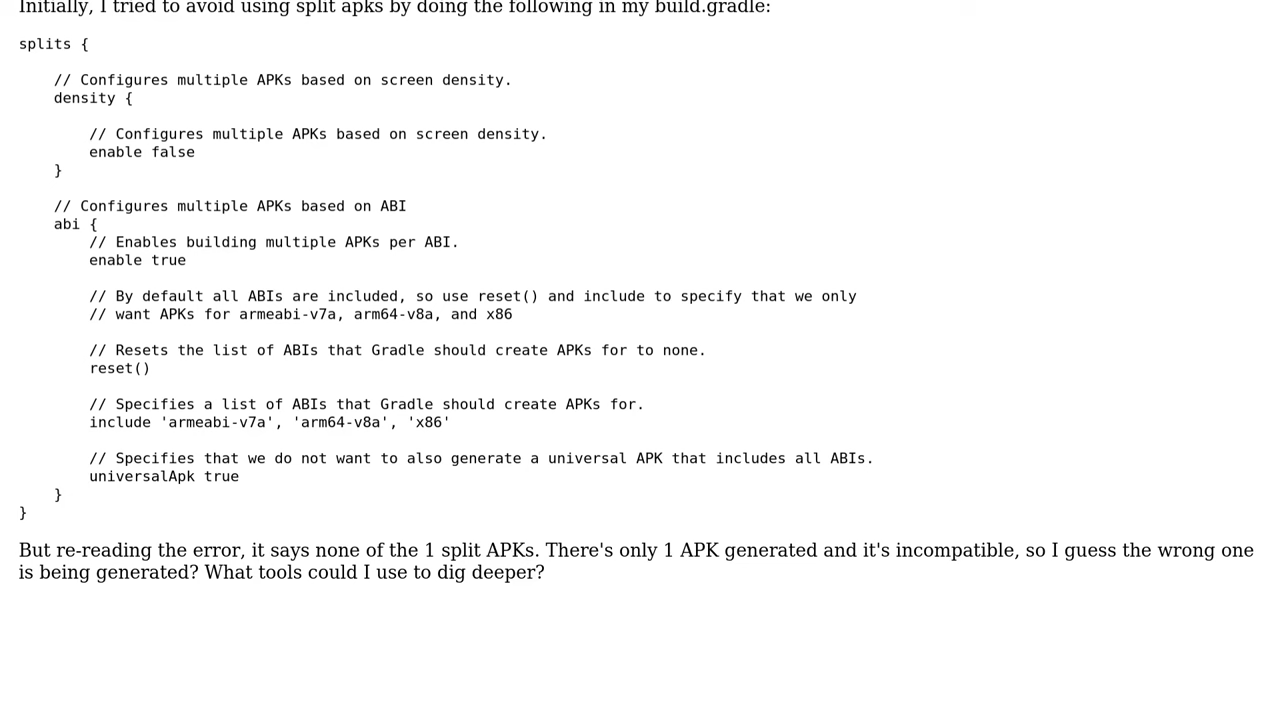 Initially, I tried to avoid using split apks by doing the following in my build.gradle:
splits {
    // Configures multiple APKs based on screen density.
    density {
        // Configures multiple APKs based on screen density.
        enable false
    }
    // Configures multiple APKs based on ABI
    abi {
        // Enables building multiple APKs per ABI.
        enable true
        // By default all ABIs are included, so use reset() and include to specify that we only
        // want APKs for armeabi-v7a, arm64-v8a, and x86
        // Resets the list of ABIs that Gradle should create APKs for to none.
        reset()
        // Specifies a list of ABIs that Gradle should create APKs for.
        include 'armeabi-v7a', 'arm64-v8a', 'x86'
        // Specifies that we do not want to also generate a universal APK that includes all ABIs.
        universalApk true
    }
}
But re-reading the error, it says none of the 1 split APKs. There's only 1 APK generated and it's incompatible, so I guess the wrong one
is being generated? What tools could I use to dig deeper?